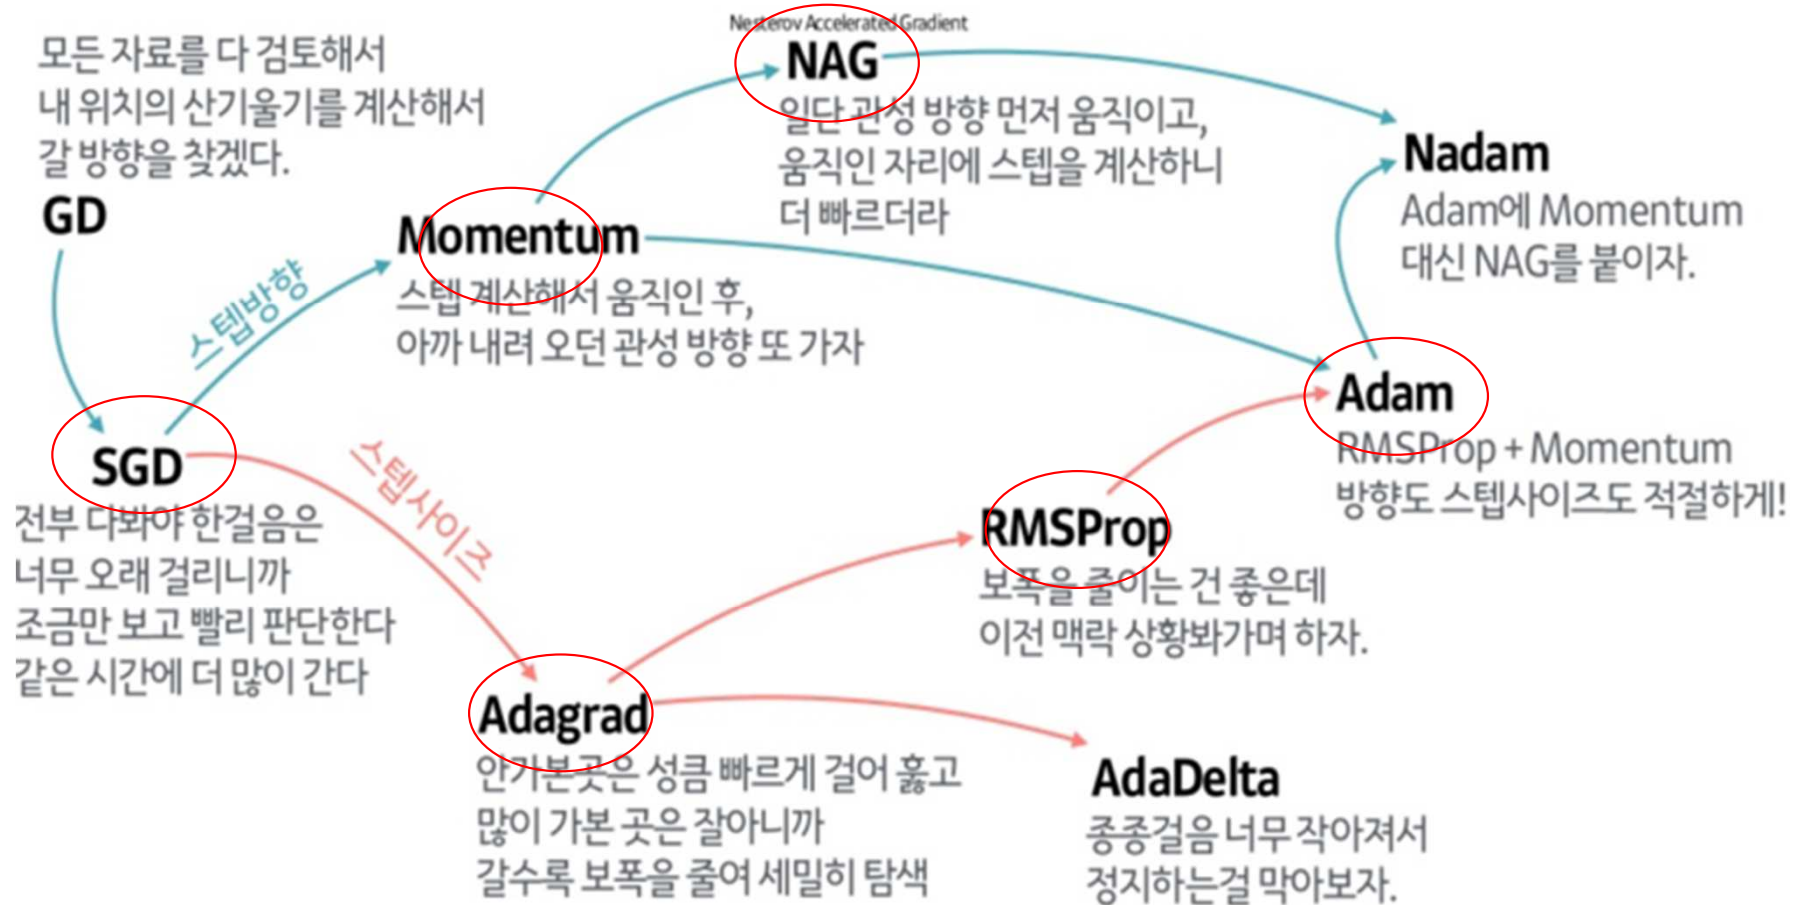 모든 자료를 다 검토해서
내 위치의 산기울기를 계산해서
갈 방향을 찾겠다.
GD
스텝방향
SGD
전부 다봐야 한걸음은
너무 오래 걸리니까
조금만 보고 빨리 판단한다
같은 시간에 더 많이 간다
Momentum
스텝 계산해서 움직인 후,
아까 내려 오던 관성 방향 또 가자
Nesterov Accelerated Gradient
NAG
일단 관성 방향 먼저 움직이고,
움직인 자리에 스텝을 계산하니
더 빠르더라
Nadam
Adam에 Momentum
대신 NAG를 붙이자.
Adam
RMSProp + Momentum
방향도 스텝사이즈도 적절하게!
스텝사이즈
RMSProp
보폭을 줄이는 건 좋은데
이전 맥락 상황봐가며 하자.
Adagrad
안가본곳은 성큼 빠르게 걸어 훓고
많이 가본 곳은 잘아니까
갈수록 보폭을 줄여 세밀히 탐색
AdaDelta
종종걸음 너무 작아져서
정지하는걸 막아보자.